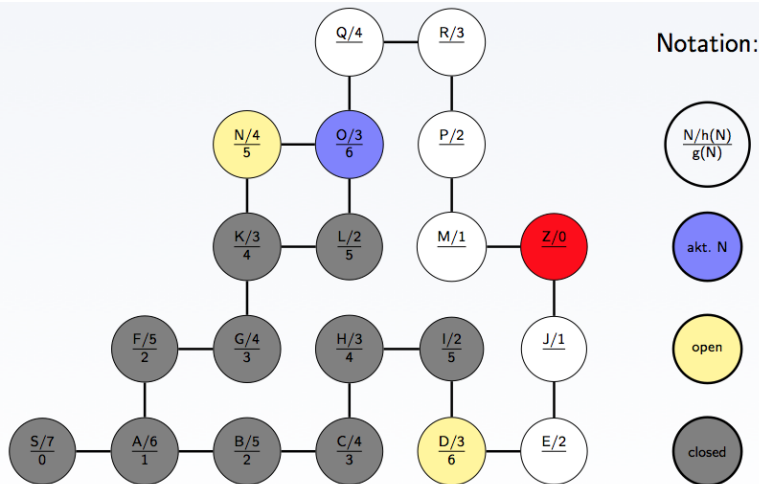 Q/4
R/3
Notation:
N/4
5
O/3
6
P/2
N/h(N)
g(N)
K/3
4
L/2
5
M/1
Z/0
akt. N
F/5
2
G/4
3
H/3
4
I/2
5
J/1
open
S/7
0
A/6
1
B/5
2
C/4
3
D/3
6
E/2
closed